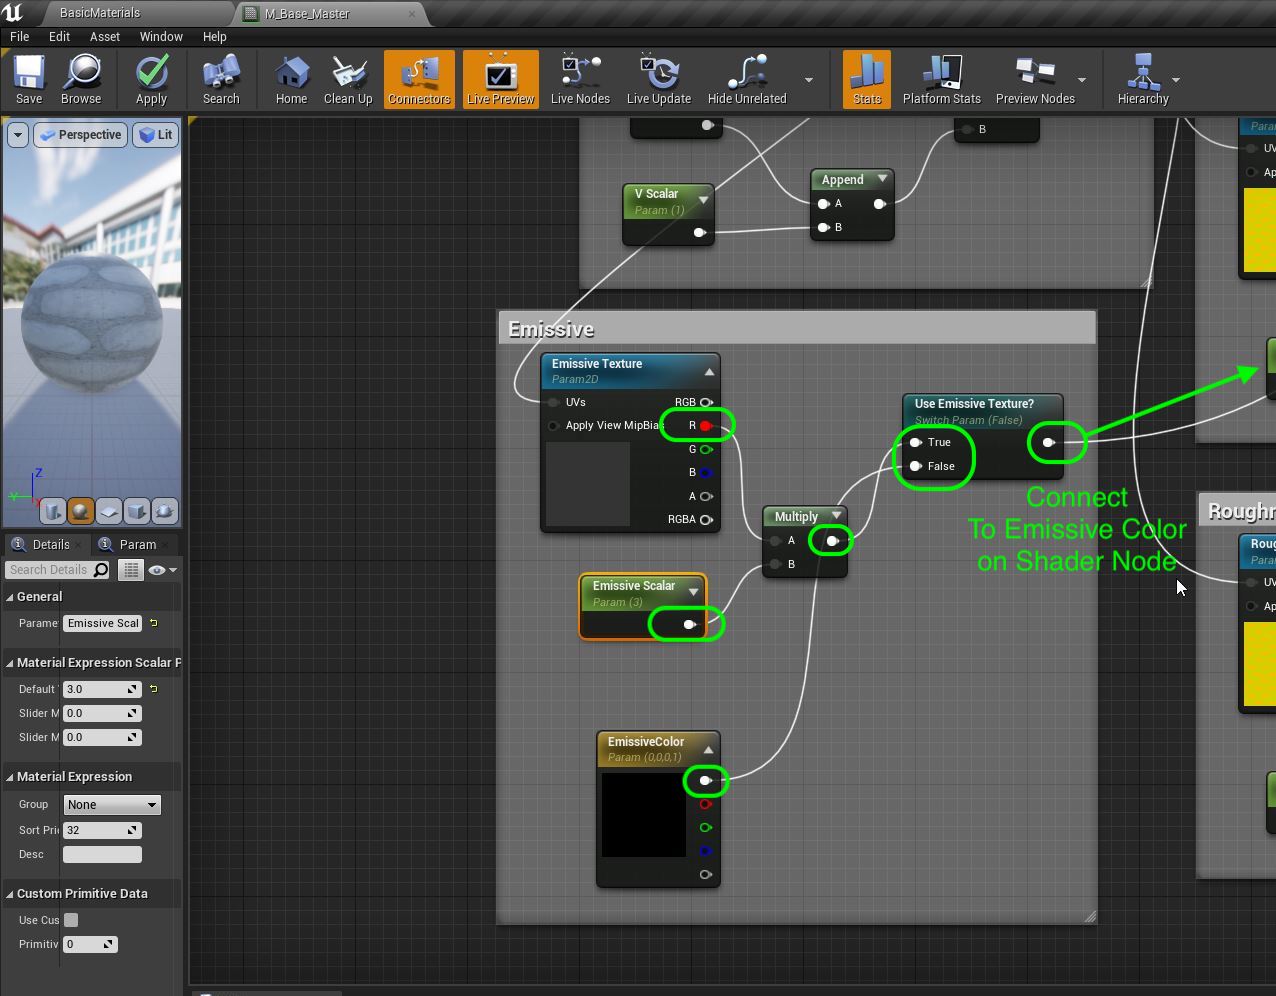 BasicMaterials
M_Base_Master
File Edit Asset Window Help
Save Browse Apply Search Home Clean Up Connectors Live Preview Live Nodes Live Update Hide Unrelated Stats Platform Stats Preview Nodes Hierarchy
Perspective Lit
Z
Y
Details Param
Search Details
General
Parame Emissive Scal
Material Expression Scalar P
Default 3.0
Slider M 0.0
Slider M 0.0
Material Expression
Group None
Sort Pri 32
Desc
Custom Primitive Data
Use Cus
Primitiv 0
B
V Scalar
Param (1)
Append
A
B
Emissive
Emissive Texture
Param2D
UVs RGB
Apply View MipBias R
G
B
A
RGBA
Use Emissive Texture?
Switch Param (False)
True
False
Multiply
A
B
Emissive Scalar
Param (3)
EmissiveColor
Param (0,0,0,1)
Connect
To Emissive Color
on Shader Node
Para
UV
Ap
Roughn
Roug
Para
UV
Ap